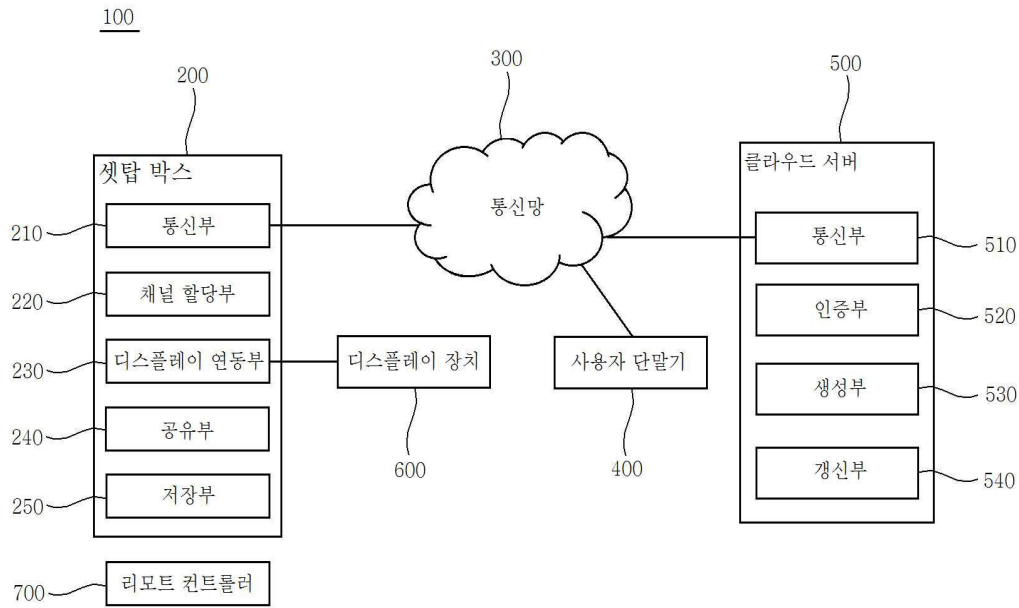 100
200
300
500
셋탑 박스
클라우드 서버
통신망
210
통신부
통신부
510
220
채널 할당부
인증부
520
230
디스플레이 연동부
디스플레이 장치
사용자 단말기
생성부
530
240
공유부
600
400
250
저장부
갱신부
540
700
리모트 컨트롤러